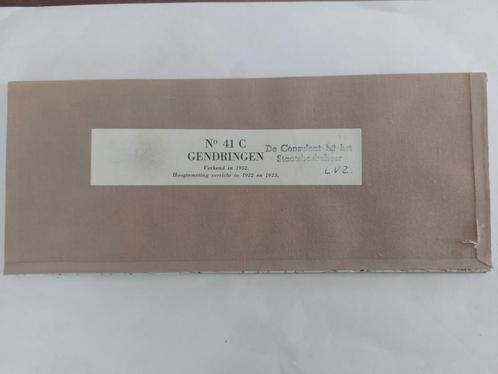 Nº 41 C
GENDRINGEN
Verkend in 1952.
Hoogtemeting verricht in 1922 en 1923.
De Consulent bij het
Staatsbosbeheer
L.V.Z.